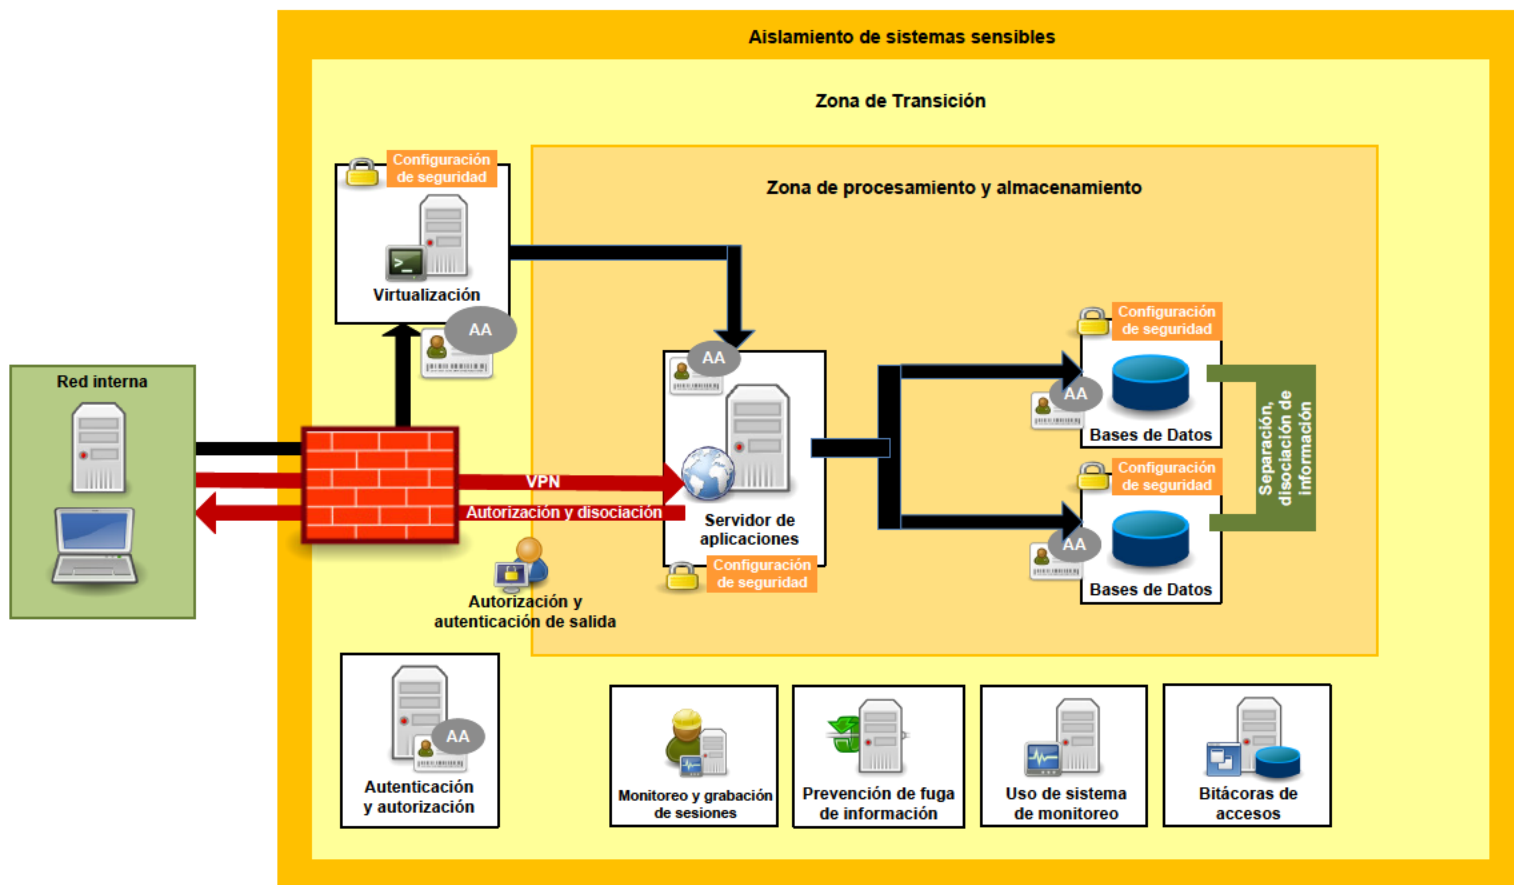 Aislamiento de sistemas sensibles
Zona de Transición
Configuración
de seguridad
Zona de procesamiento y almacenamiento
>_
Virtualización
AA
Red interna
AA
Configuración
de seguridad
AA
Bases de Datos
Separación,
disociación de
información
VPN
Autorización y disociación
Servidor de
aplicaciones
Configuración
de seguridad
AA
Bases de Datos
Configuración
de seguridad
Autorización y
autenticación de salida
AA
Autenticación
y autorización
Monitoreo y grabación
de sesiones
Prevención de fuga
de información
Uso de sistema
de monitoreo
Bitácoras de
accesos